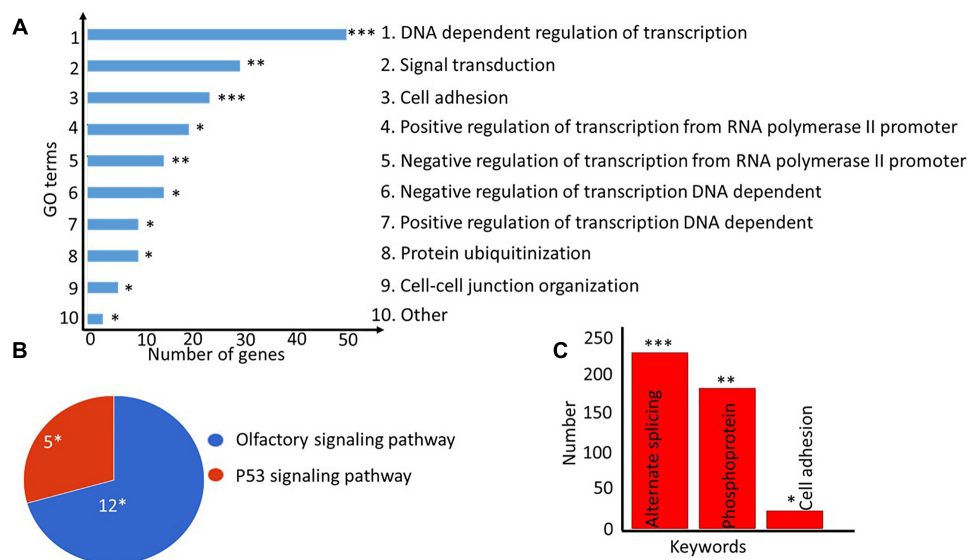 A
GO terms
1
2
3
4
5
6
7
8
9
10
***
**
***
*
**
*
*
*
*
*
1. DNA dependent regulation of transcription
2. Signal transduction
3. Cell adhesion
4. Positive regulation of transcription from RNA polymerase II promoter
5. Negative regulation of transcription from RNA polymerase II promoter
6. Negative regulation of transcription DNA dependent
7. Positive regulation of transcription DNA dependent
8. Protein ubiquitinization
9. Cell-cell junction organization
10. Other
0 10 20 30 40 50
Number of genes
B
5*
12*
Olfactory signaling pathway
P53 signaling pathway
C
Number
250
200
150
100
50
0
***
**
*
Alternate splicing
Phosphoprotein
Cell adhesion
Keywords